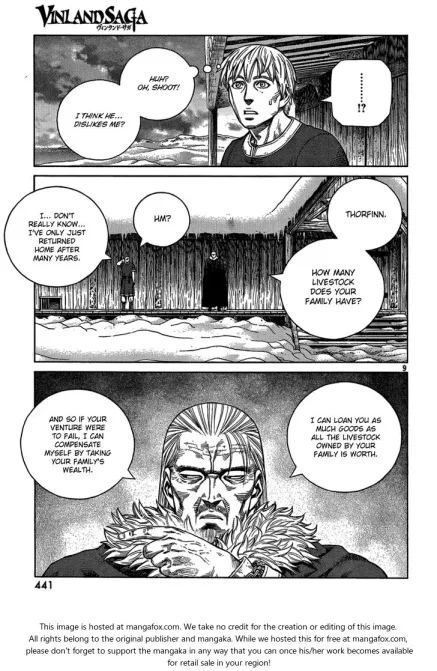 VINLAND SAGA
ヴィンランド・サガ
.........
!?
HUH?
OH, SHOOT!
I THINK HE...
DISLIKES ME?
THORFINN.
HOW MANY
LIVESTOCK
DOES YOUR
FAMILY HAVE?
HM?
I... DON'T
REALLY KNOW...
I'VE ONLY JUST
RETURNED
HOME AFTER
MANY YEARS.
9
I CAN LOAN YOU AS
MUCH GOODS AS
ALL THE LIVESTOCK
OWNED BY YOUR
FAMILY IS WORTH.
AND SO IF YOUR
VENTURE WERE
TO FAIL, I CAN
COMPENSATE
MYSELF BY TAKING
YOUR FAMILY'S
WEALTH.
441
This image is hosted at mangafox.com. We take no credit for the creation or editing of this image.
All rights belong to the original publisher and mangaka. While we hosted this for free at mangafox.com,
please don't forget to support the mangaka in any way that you can once his/her work becomes available
for retail sale in your region!